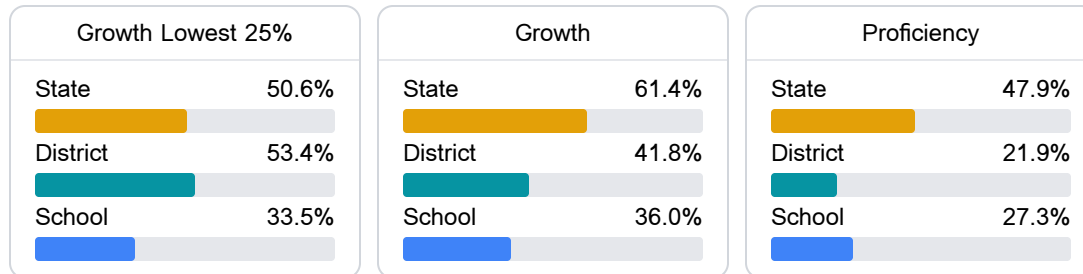 Growth Lowest 25%
State 50.6%
District 53.4%
School 33.5%
Growth
State 61.4%
District 41.8%
School 36.0%
Proficiency
State 47.9%
District 21.9%
School 27.3%